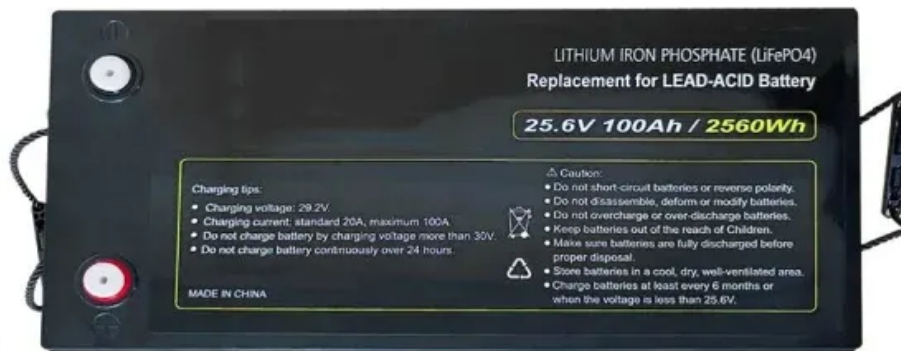 LITHIUM IRON PHOSPHATE (LiFePO4)
Replacement for LEAD-ACID Battery
25.6V 100Ah / 2560Wh
Charging tips:
• Charging voltage: 29.2V.
• Charging current: standard 20A, maximum 100A
• Do not charge battery by charging voltage more than 30V.
• Do not charge battery continuously over 24 hours.
MADE IN CHINA
⚠ Caution:
• Do not short-circuit batteries or reverse polarity.
• Do not disassemble, deform or modify batteries.
• Do not overcharge or over-discharge batteries.
• Keep batteries out of the reach of Children.
• Make sure batteries are fully discharged before
proper disposal.
• Store batteries in a cool, dry, well-ventilated area.
• Charge batteries at least every 6 months or
when the voltage is less than 25.6V.